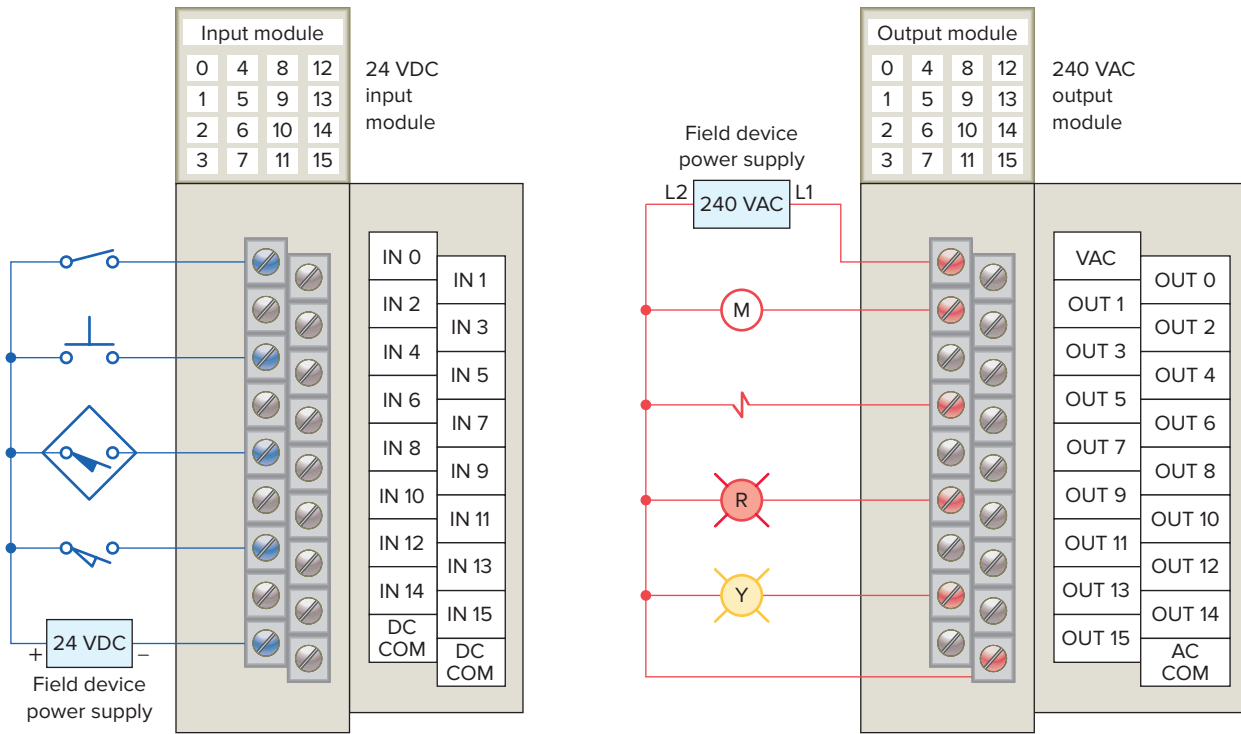 Input module
0 4 8 12
1 5 9 13
2 6 10 14
3 7 11 15
24 VDC
input
module
IN 0
IN 1
IN 2
IN 3
IN 4
IN 5
IN 6
IN 7
IN 8
IN 9
IN 10
IN 11
IN 12
IN 13
IN 14
IN 15
DC
COM
DC
COM
+ 24 VDC −
Field device
power supply
Output module
0 4 8 12
1 5 9 13
2 6 10 14
3 7 11 15
240 VAC
output
module
Field device
power supply
L2 240 VAC L1
M
R
Y
VAC
OUT 0
OUT 1
OUT 2
OUT 3
OUT 4
OUT 5
OUT 6
OUT 7
OUT 8
OUT 9
OUT 10
OUT 11
OUT 12
OUT 13
OUT 14
OUT 15
AC
COM